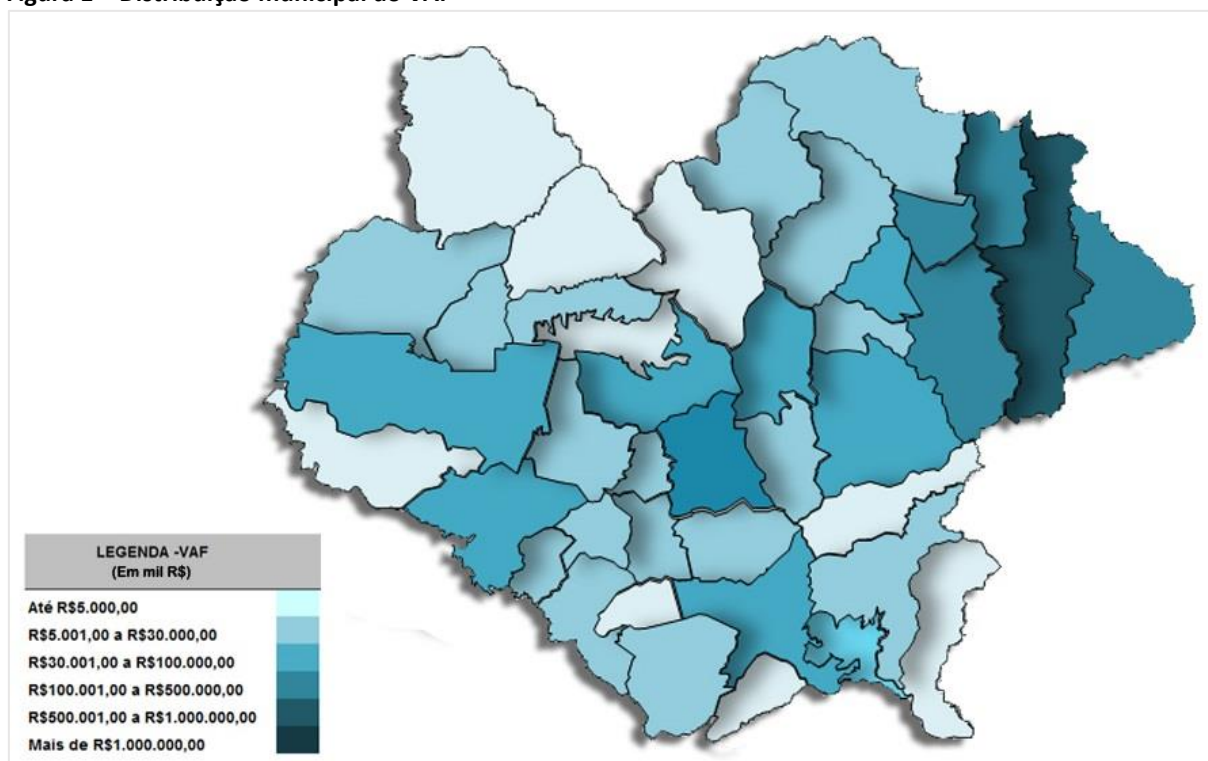 LEGENDA -VAF
(Em mil R$)
Até R$5.000,00
R$5.001,00 a R$30.000,00
R$30.001,00 a R$100.000,00
R$100.001,00 a R$500.000,00
R$500.001,00 a R$1.000.000,00
Mais de R$1.000.000,00